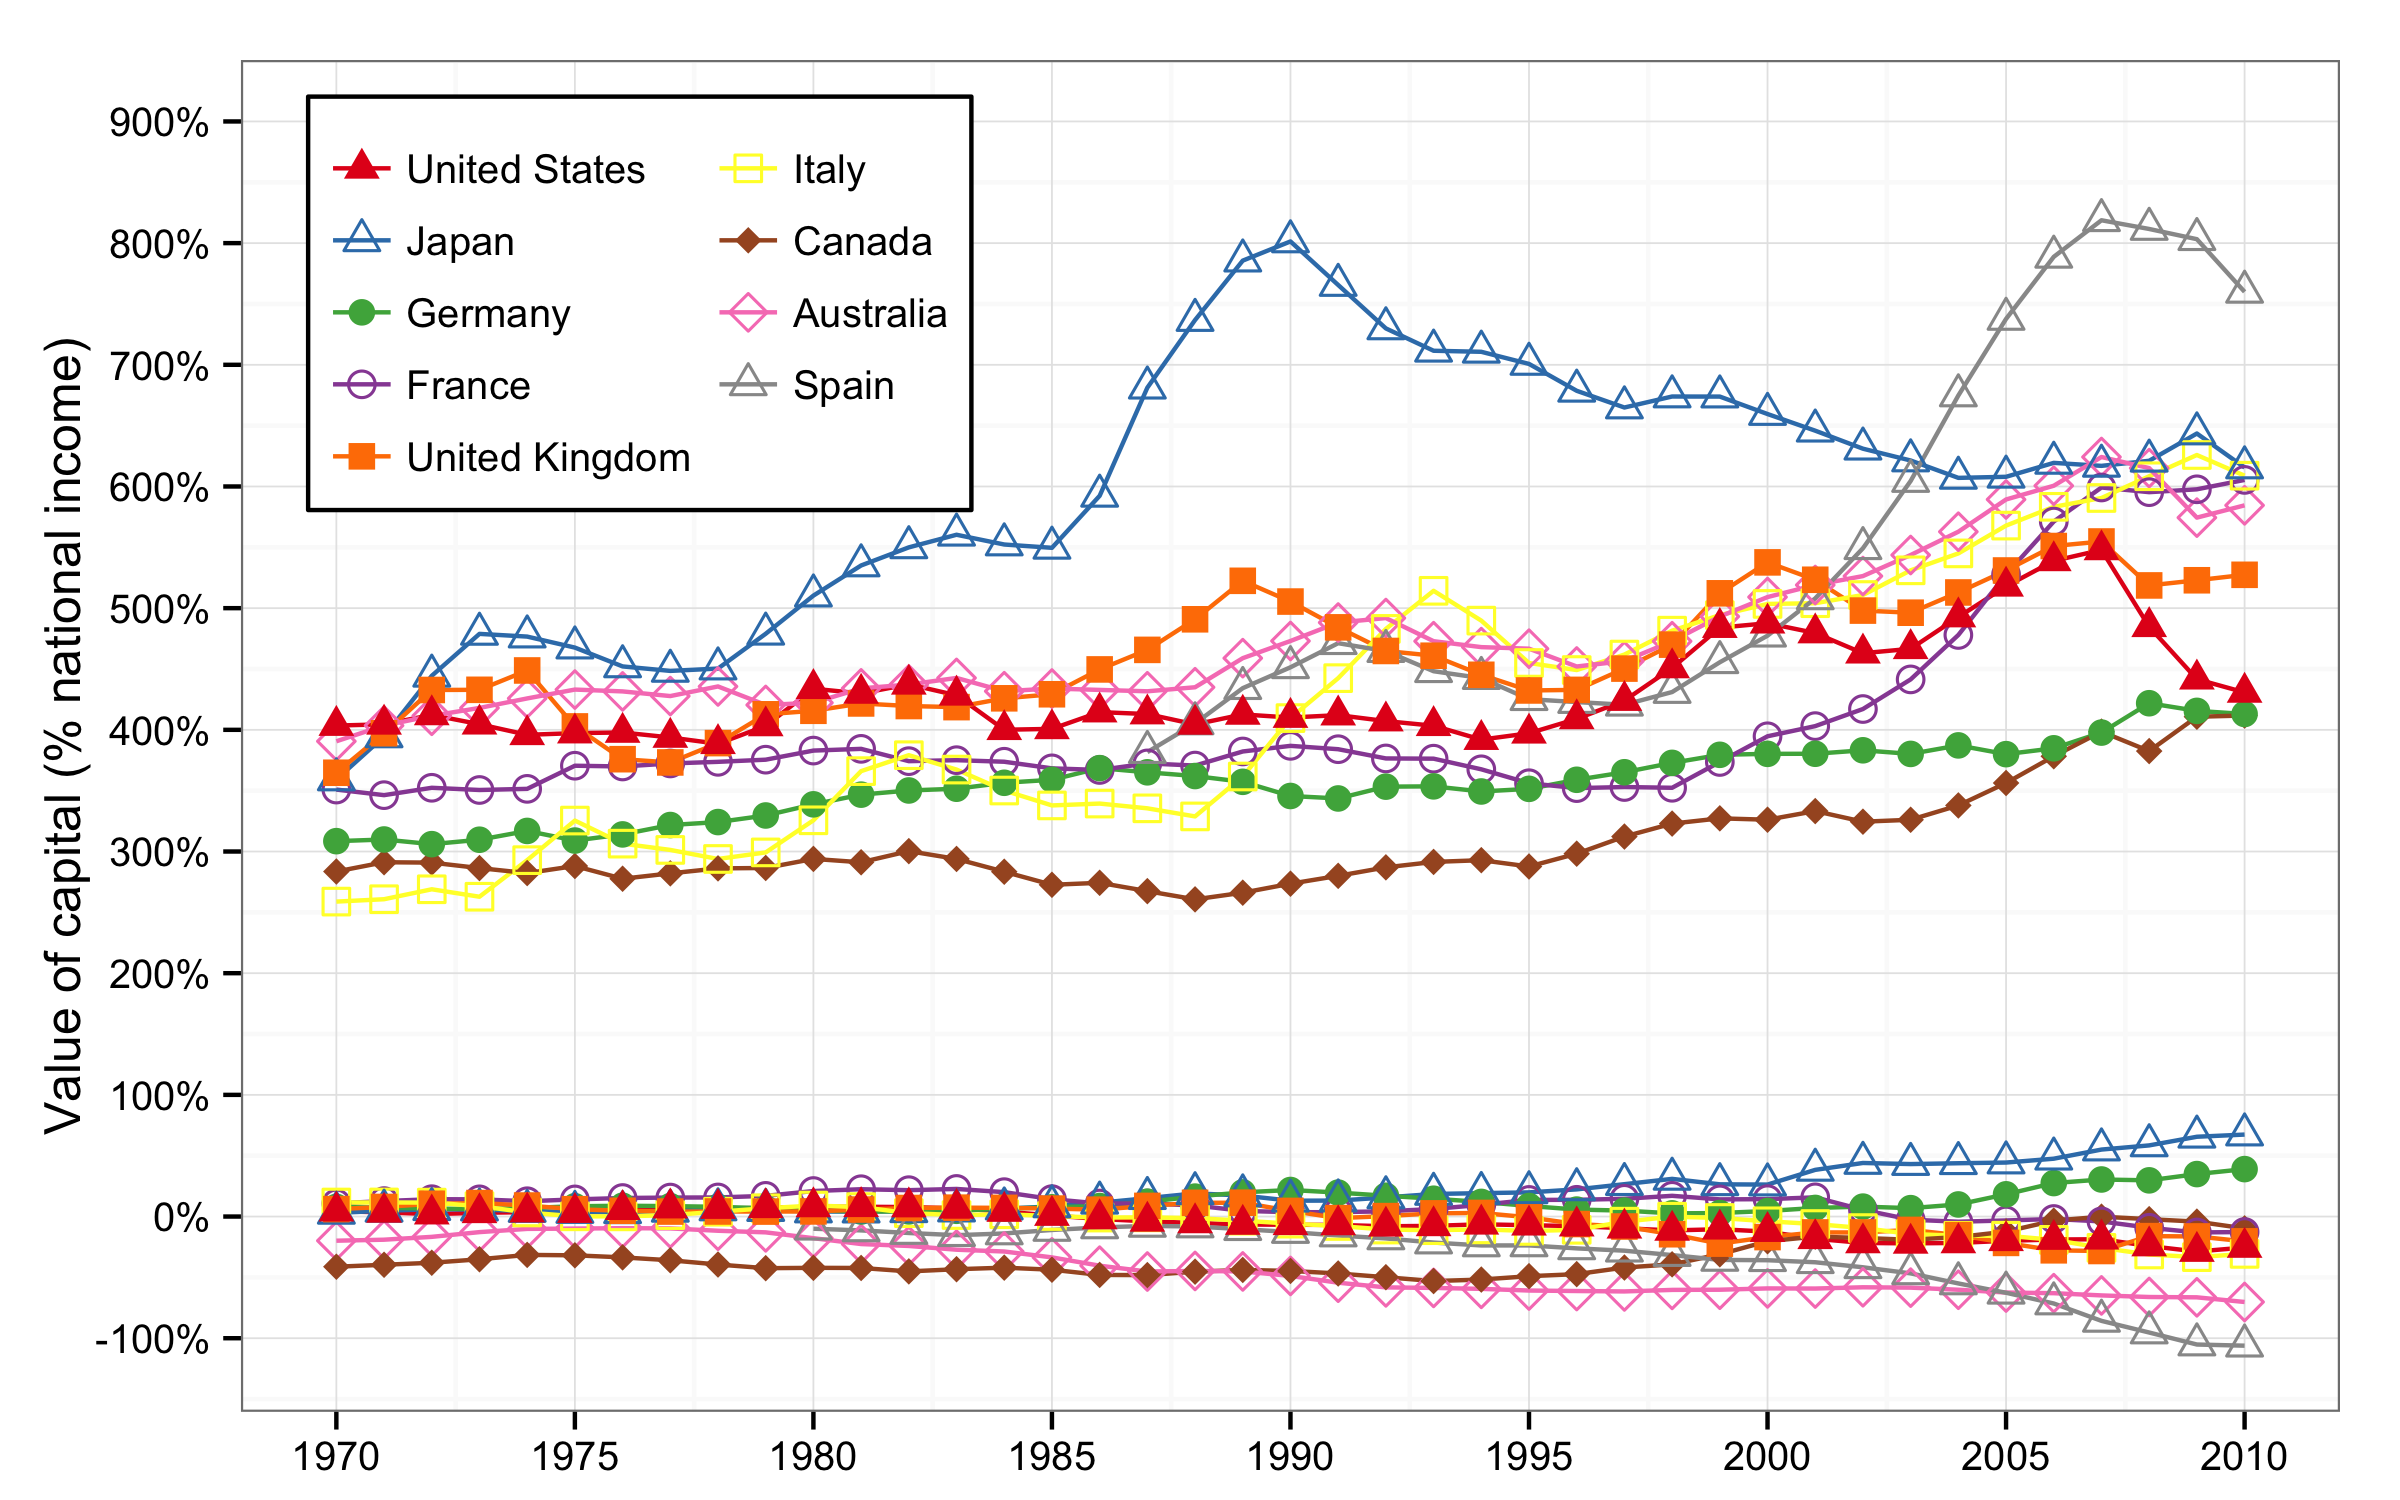 Value of capital (% national income)
900%
800%
700%
600%
500%
400%
300%
200%
100%
0%
-100%
United States
Japan
Germany
France
United Kingdom
Italy
Canada
Australia
Spain
1970 1975 1980 1985 1990 1995 2000 2005 2010